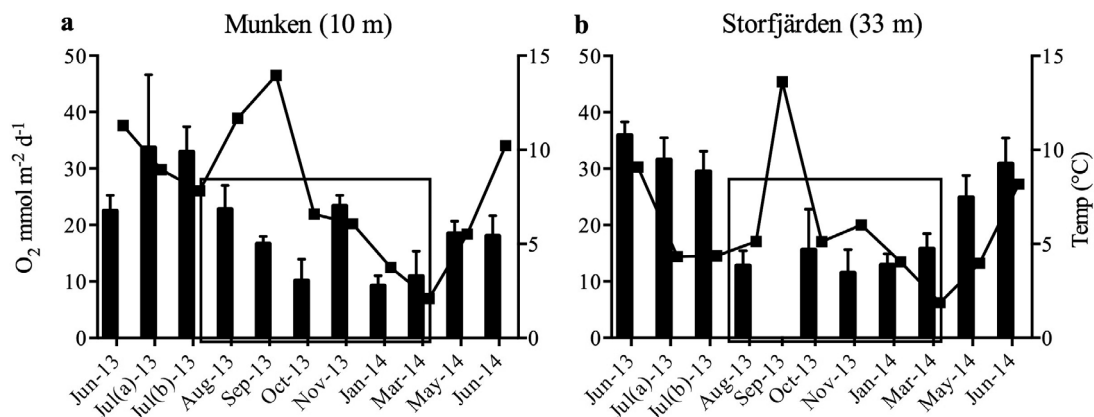 a Munken (10 m)
50
40
30
20
10
0
O2 mmol m-2 d-1
15
10
5
0
Jun-13
Jul(a)-13
Jul(b)-13
Aug-13
Sep-13
Oct-13
Nov-13
Jan-14
Mar-14
May-14
Jun-14
b Storfjärden (33 m)
50
40
30
20
10
0
15
10
5
0
Temp (°C)
Jun-13
Jul(a)-13
Jul(b)-13
Aug-13
Sep-13
Oct-13
Nov-13
Jan-14
Mar-14
May-14
Jun-14